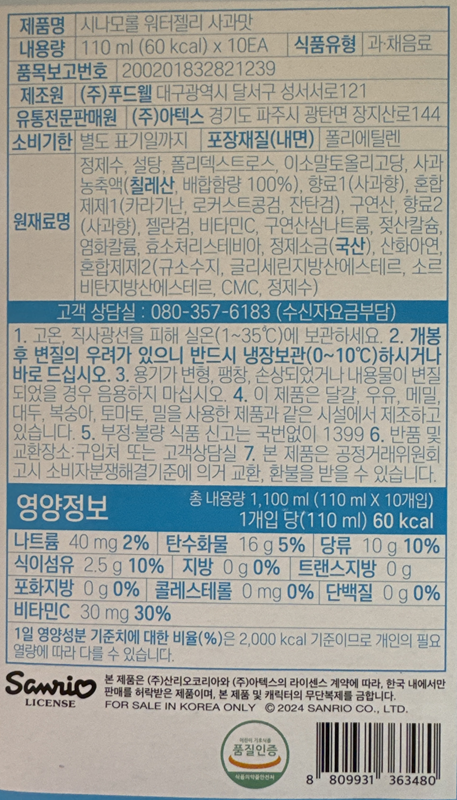 제품명 시나모롤 워터젤리 사과맛
내용량 110 ml (60 kcal) x 10EA 식품유형 과·채음료
품목보고번호 200201832821239
제조원 (주)푸드웰 대구광역시 달서구 성서서로121
유통전문판매원 (주)아텍스 경기도 파주시 광탄면 장지산로144
소비기한 별도 표기일까지 포장재질(내면) 폴리에틸렌
원재료명
정제수, 설탕, 폴리덱스트로스, 이소말토올리고당, 사과
농축액(칠레산, 배합함량 100%), 향료1(사과향), 혼합
제제1(카라기난, 로커스트콩검, 잔탄검), 구연산, 향료2
(사과향), 젤란검, 비타민C, 구연산삼나트륨, 젖산칼슘,
염화칼륨, 효소처리스테비아, 정제소금(국산), 산화아연,
혼합제제2(규소수지, 글리세린지방산에스테르, 소르
비탄지방산에스테르, CMC, 정제수)
고객 상담실 : 080-357-6183 (수신자요금부담)
1. 고온, 직사광선을 피해 실온(1~35℃)에 보관하세요. 2. 개봉
후 변질의 우려가 있으니 반드시 냉장보관(0~10℃)하시거나
바로 드십시오. 3. 용기가 변형, 팽창, 손상되었거나 내용물이 변질
되었을 경우 음용하지 마십시오. 4. 이 제품은 달걀, 우유, 메밀,
대두, 복숭아, 토마토, 밀을 사용한 제품과 같은 시설에서 제조하고
있습니다. 5. 부정·불량 식품 신고는 국번없이 1399 6. 반품 및
교환장소:구입처 또는 고객상담실 7. 본 제품은 공정거래위원회
고시 소비자분쟁해결기준에 의거 교환, 환불을 받을 수 있습니다.
영양정보
총 내용량 1,100 ml (110 ml X 10개입)
1개입 당(110 ml) 60 kcal
나트륨 40 mg 2% 탄수화물 16 g 5% 당류 10 g 10%
식이섬유 2.5 g 10% 지방 0 g 0% 트랜스지방 0 g
포화지방 0 g 0% 콜레스테롤 0 mg 0% 단백질 0 g 0%
비타민C 30 mg 30%
1일 영양성분 기준치에 대한 비율(%)은 2,000 kcal 기준이므로 개인의 필요
열량에 따라 다를 수 있습니다.
Sanrio
LICENSE
본 제품은 (주)산리오코리아와 (주)아텍스의 라이센스 계약에 따라, 한국 내에서만
판매를 허락받은 제품이며, 본 제품 및 캐릭터의 무단복제를 금합니다.
FOR SALE IN KOREA ONLY © 2024 SANRIO CO., LTD.
어린이 기호식품
품질인증
식품의약품안전처
8 809931 363480